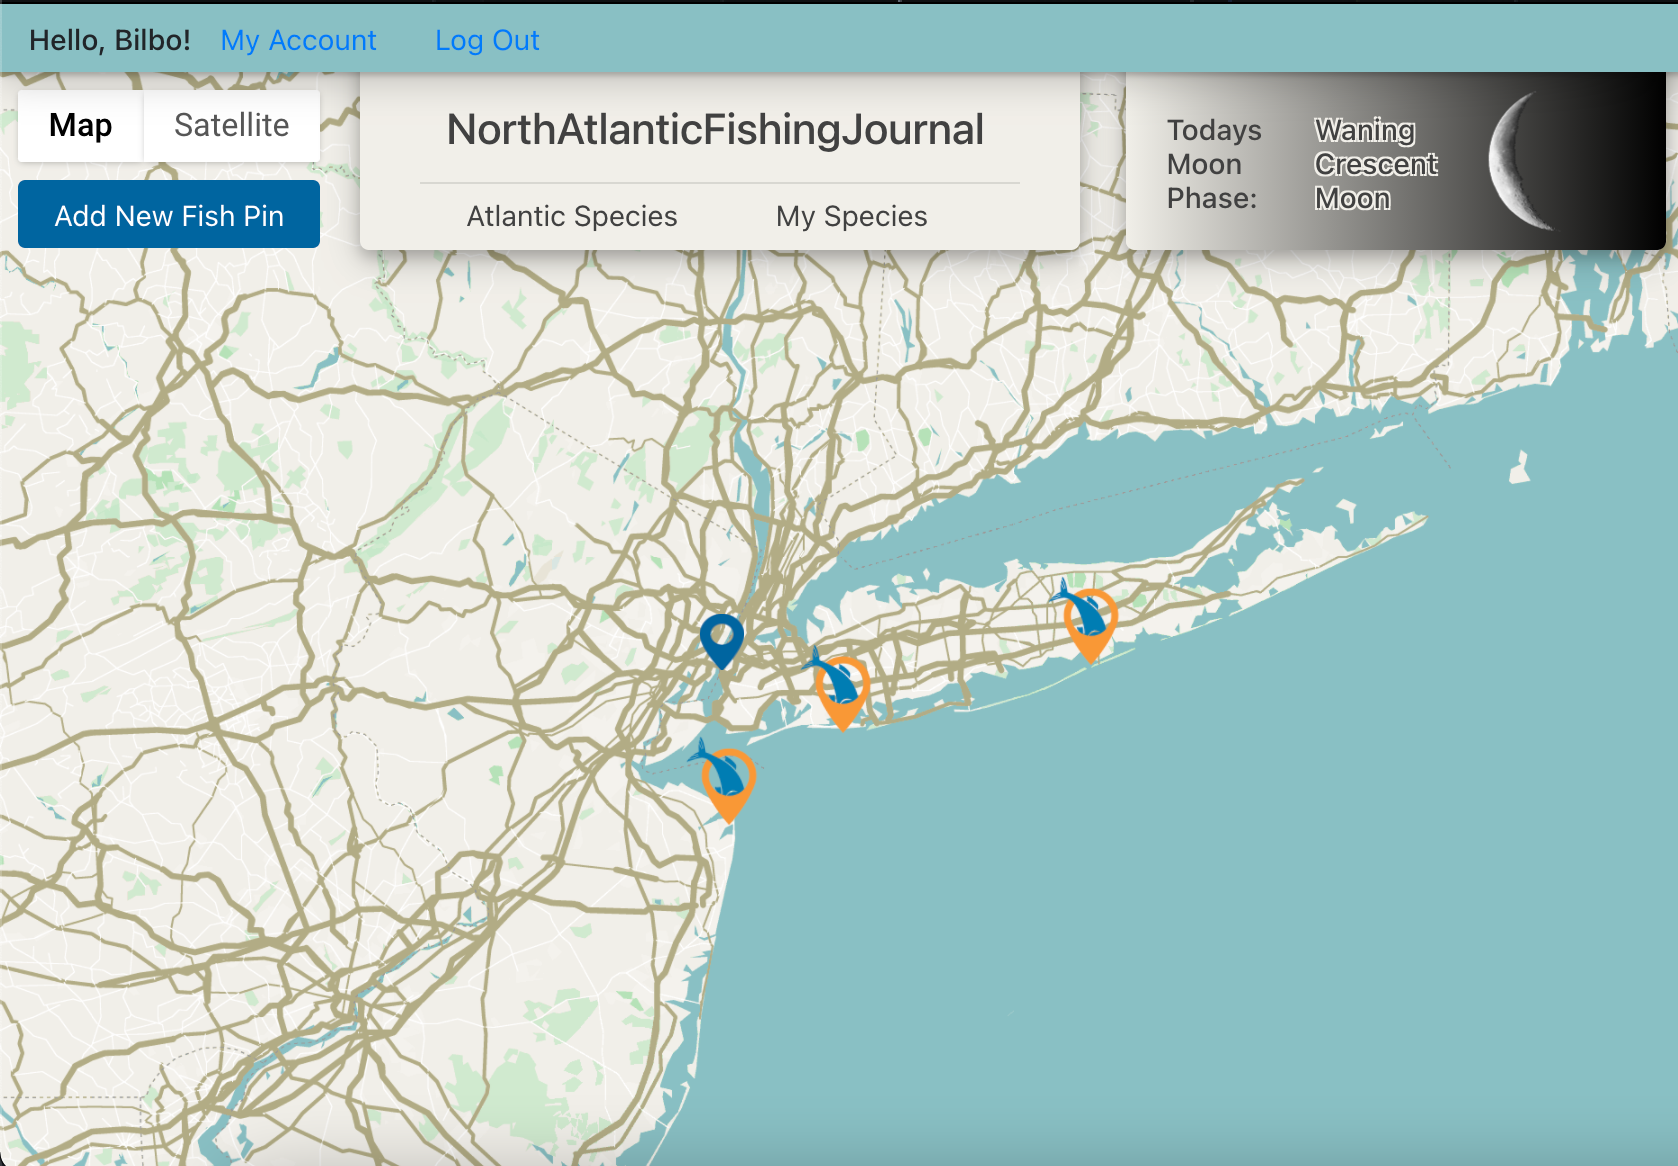 Hello, Bilbo! My Account Log Out
Map Satellite
Add New Fish Pin
NorthAtlanticFishingJournal
Atlantic Species My Species
Todays
Moon
Phase:
Waning
Crescent
Moon